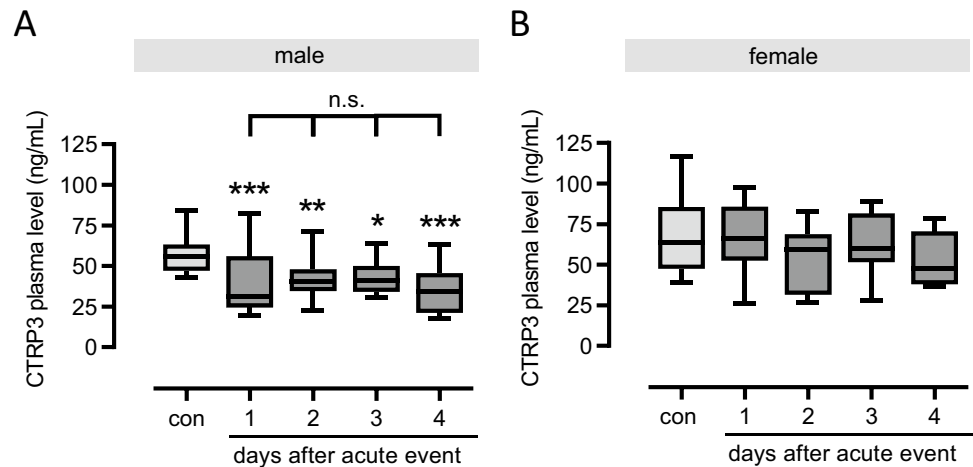 A
male
n.s.
CTRP3 plasma level (ng/mL)
125
100
75
50
25
0
***
**
*
***
con
1
2
3
4
days after acute event
B
female
CTRP3 plasma level (ng/mL)
125
100
75
50
25
0
con
1
2
3
4
days after acute event